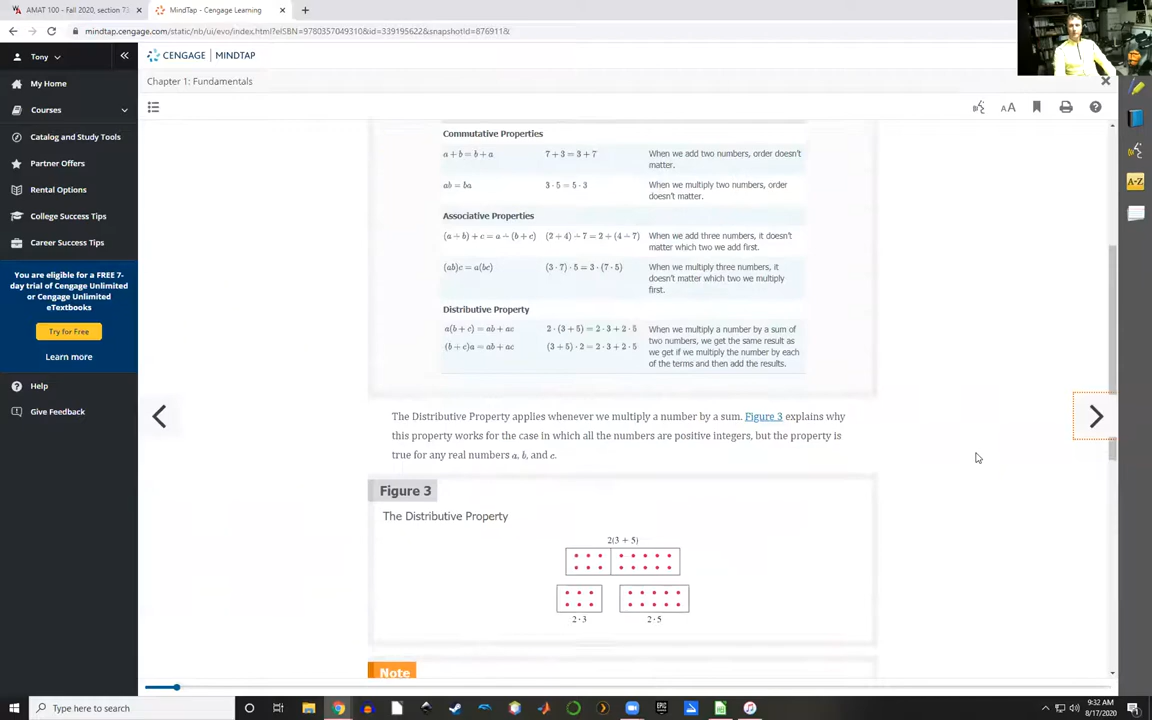 AMAT 100 - Fall 2020, section 73
MindTap - Cengage Learning
mindtap.cengage.com/static/nb/ui/evo/index.html?eISBN=9780357049310&id=339195622&snapshotId=876911&
Tony
CENGAGE | MINDTAP
My Home
Courses
Catalog and Study Tools
Partner Offers
Rental Options
College Success Tips
Career Success Tips
You are eligible for a FREE 7-
day trial of Cengage Unlimited
or Cengage Unlimited
eTextbooks
Try for Free
Learn more
Help
Give Feedback
Chapter 1: Fundamentals
AA
A-Z
Commutative Properties
a + b = b + a 7 + 3 = 3 + 7 When we add two numbers, order doesn't
matter.
ab = ba 3 · 5 = 5 · 3 When we multiply two numbers, order
doesn't matter.
Associative Properties
(a + b) + c = a + (b + c) (2 + 4) + 7 = 2 + (4 + 7) When we add three numbers, it doesn't
matter which two we add first.
(ab)c = a(bc) (3 · 7) · 5 = 3 · (7 · 5) When we multiply three numbers, it
doesn't matter which two we multiply
first.
Distributive Property
a(b + c) = ab + ac 2 · (3 + 5) = 2 · 3 + 2 · 5 When we multiply a number by a sum of
two numbers, we get the same result as
(b + c)a = ab + ac (3 + 5) · 2 = 2 · 3 + 2 · 5 we get if we multiply the number by each
of the terms and then add the results.
The Distributive Property applies whenever we multiply a number by a sum. Figure 3 explains why
this property works for the case in which all the numbers are positive integers, but the property is
true for any real numbers a, b, and c.
Figure 3
The Distributive Property
2(3 + 5)
2 · 3 2 · 5
Note
Type here to search
EPIC
9:32 AM
8/17/2020